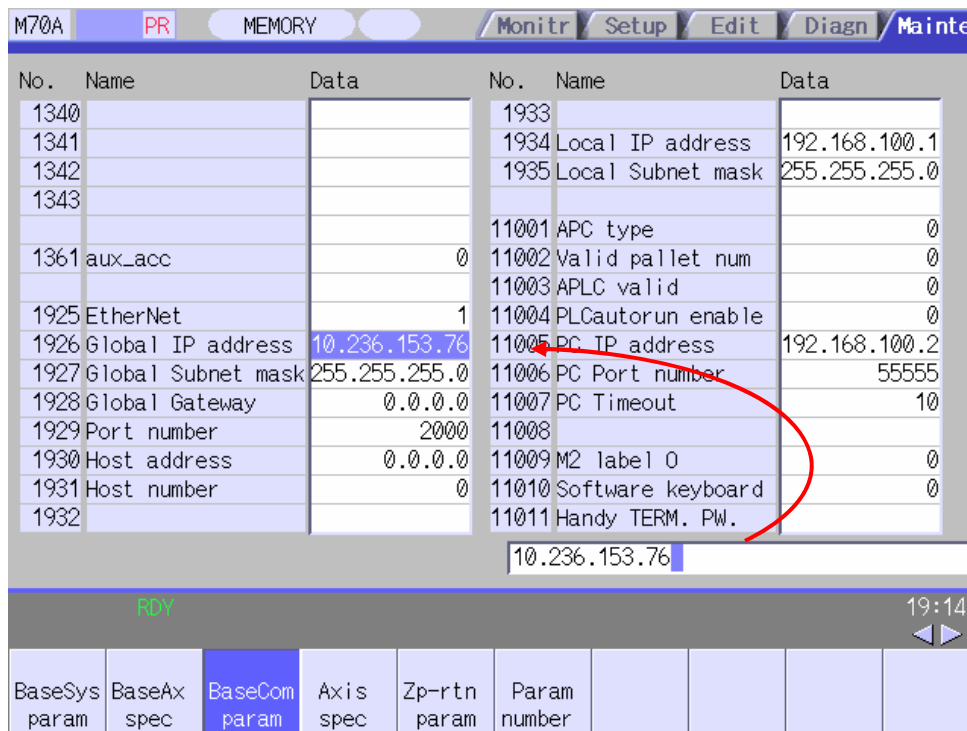 M70A PR MEMORY Monitr Setup Edit Diagn Mainte
No. Name Data No. Name Data
1340 1933
1341 1934 Local IP address 192.168.100.1
1342 1935 Local Subnet mask 255.255.255.0
1343
11001 APC type 0
1361 aux_acc 0 11002 Valid pallet num 0
11003 APLC valid 0
1925 EtherNet 1 11004 PLCautorun enable 0
1926 Global IP address 10.236.153.76 11005 PC IP address 192.168.100.2
1927 Global Subnet mask 255.255.255.0 11006 PC Port number 55555
1928 Global Gateway 0.0.0.0 11007 PC Timeout 10
1929 Port number 2000 11008
1930 Host address 0.0.0.0 11009 M2 label O 0
1931 Host number 0 11010 Software keyboard 0
1932 11011 Handy TERM. PW.
10.236.153.76
RDY 19:14
BaseSys BaseAx BaseCom Axis Zp-rtn Param
param spec param spec param number